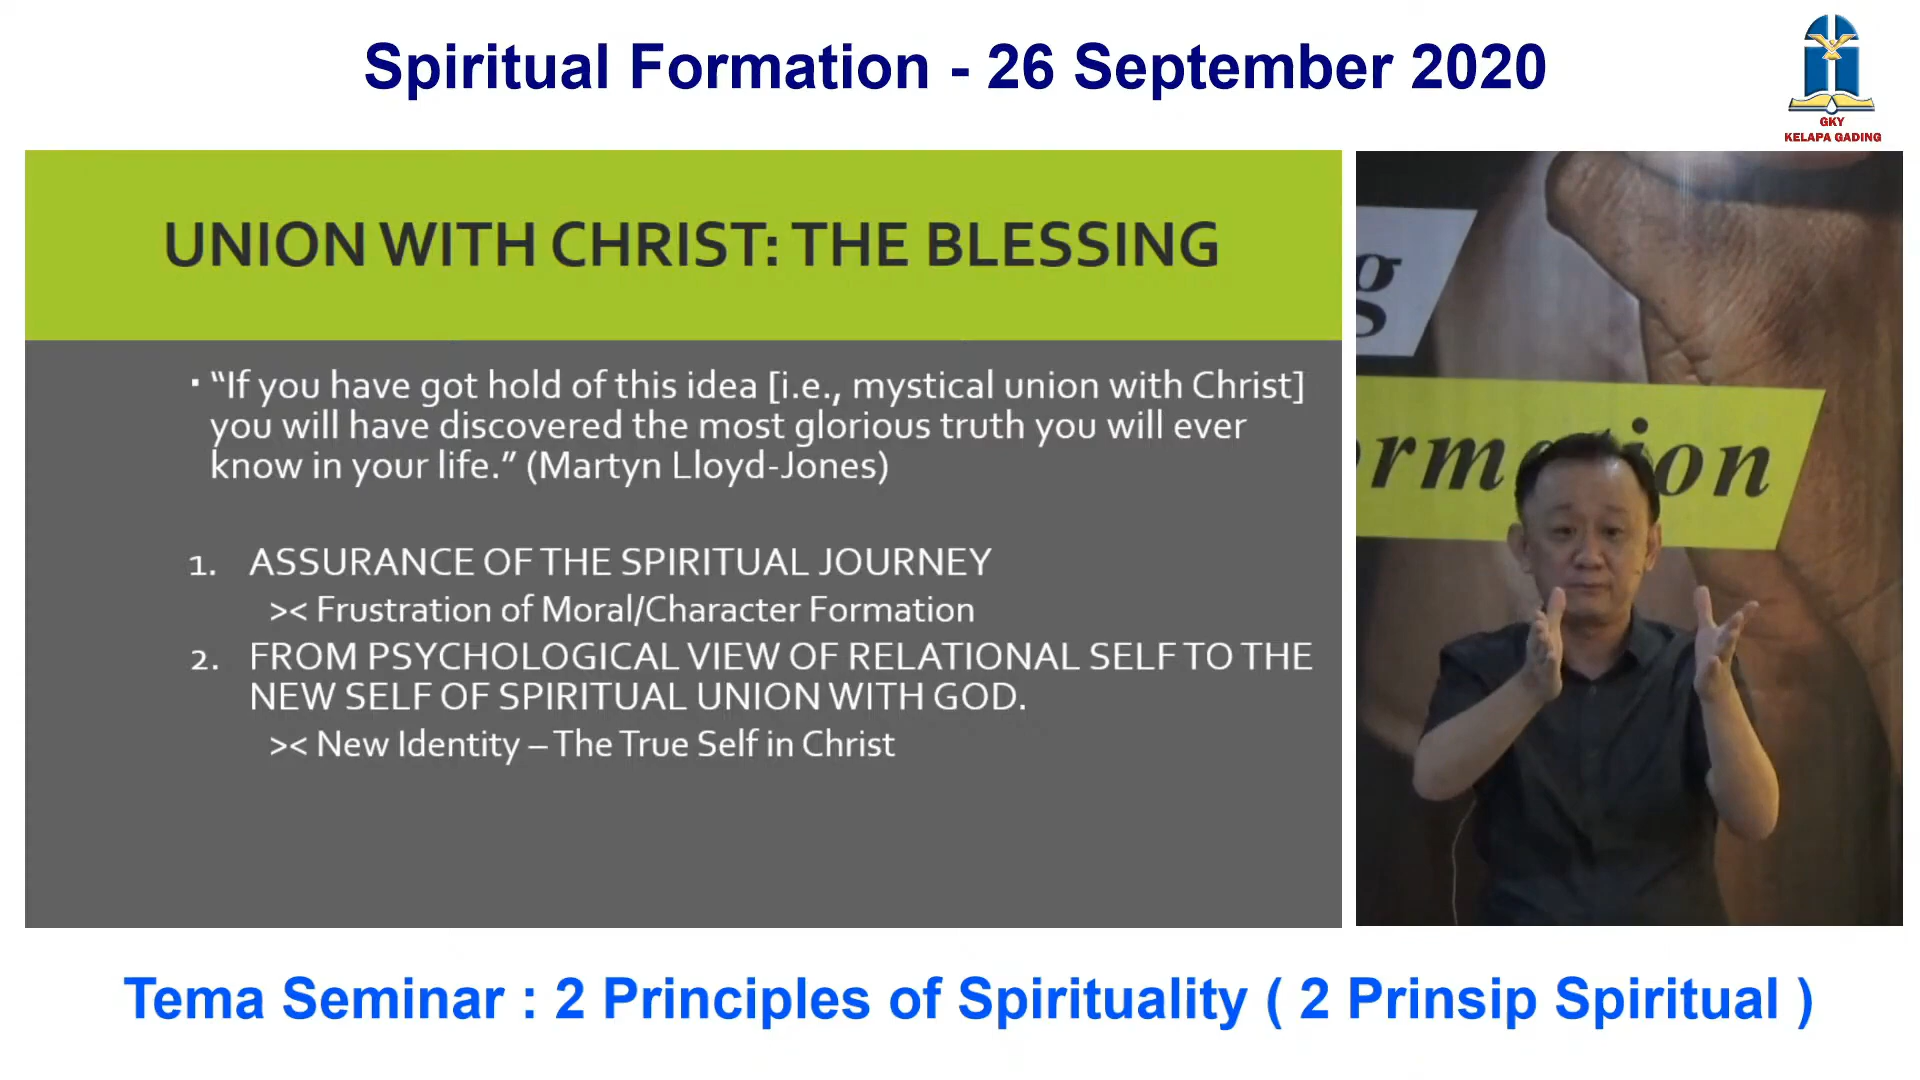 Spiritual Formation - 26 September 2020
GKY
KELAPA GADING
UNION WITH CHRIST: THE BLESSING
▪ “If you have got hold of this idea [i.e., mystical union with Christ]
you will have discovered the most glorious truth you will ever
know in your life.” (Martyn Lloyd-Jones)
1. ASSURANCE OF THE SPIRITUAL JOURNEY
>< Frustration of Moral/Character Formation
2. FROM PSYCHOLOGICAL VIEW OF RELATIONAL SELF TO THE
NEW SELF OF SPIRITUAL UNION WITH GOD.
>< New Identity – The True Self in Christ
Tema Seminar : 2 Principles of Spirituality ( 2 Prinsip Spiritual )